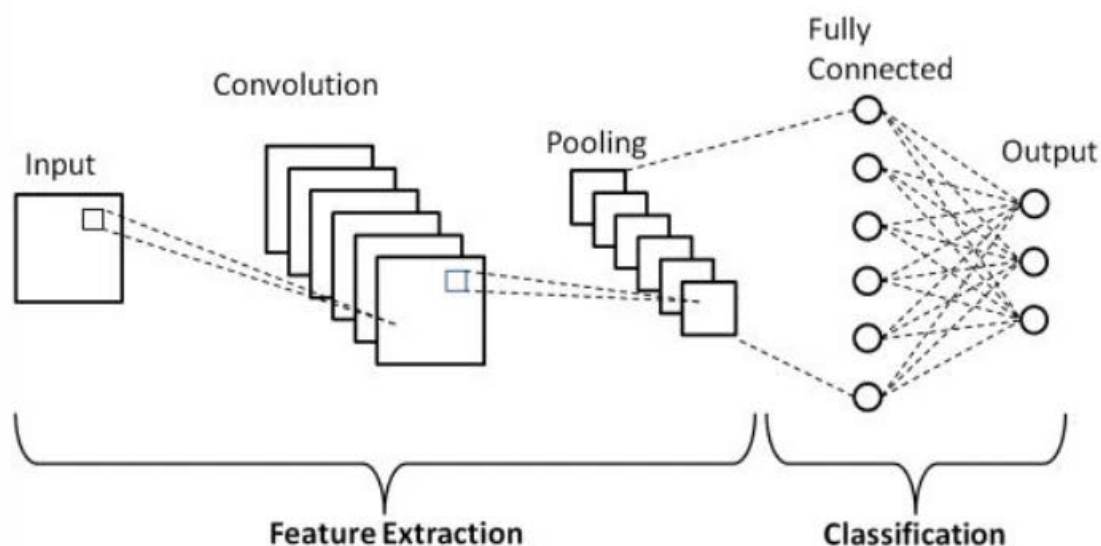 Input
Convolution
Pooling
Fully
Connected
Output
Feature Extraction
Classification